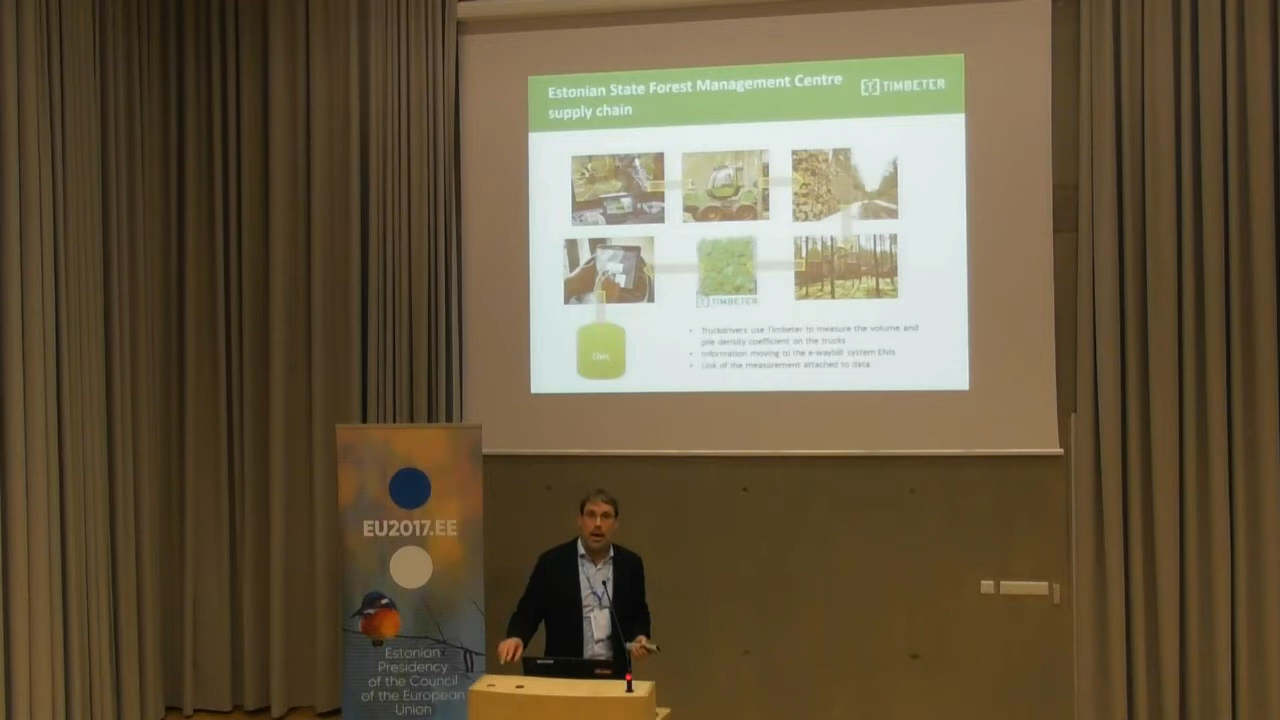 Estonian State Forest Management Centre
supply chain
TIMBETER
TIMBETER
Elvis
• Truckdrivers use Timbeter to measure the volume and
pile density coefficient on the trucks
• Information moving to the e-waybill system Elvis
• Link of the measurement attached to data
EU2017.EE
Estonian
Presidency
of the Council
of the European
Union